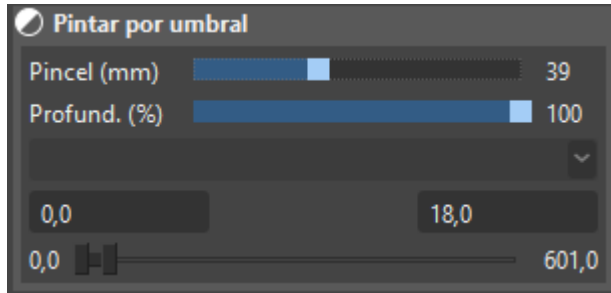 Pintar por umbral
Pincel (mm) 39
Profund. (%) 100
0,0 18,0
0,0 601,0